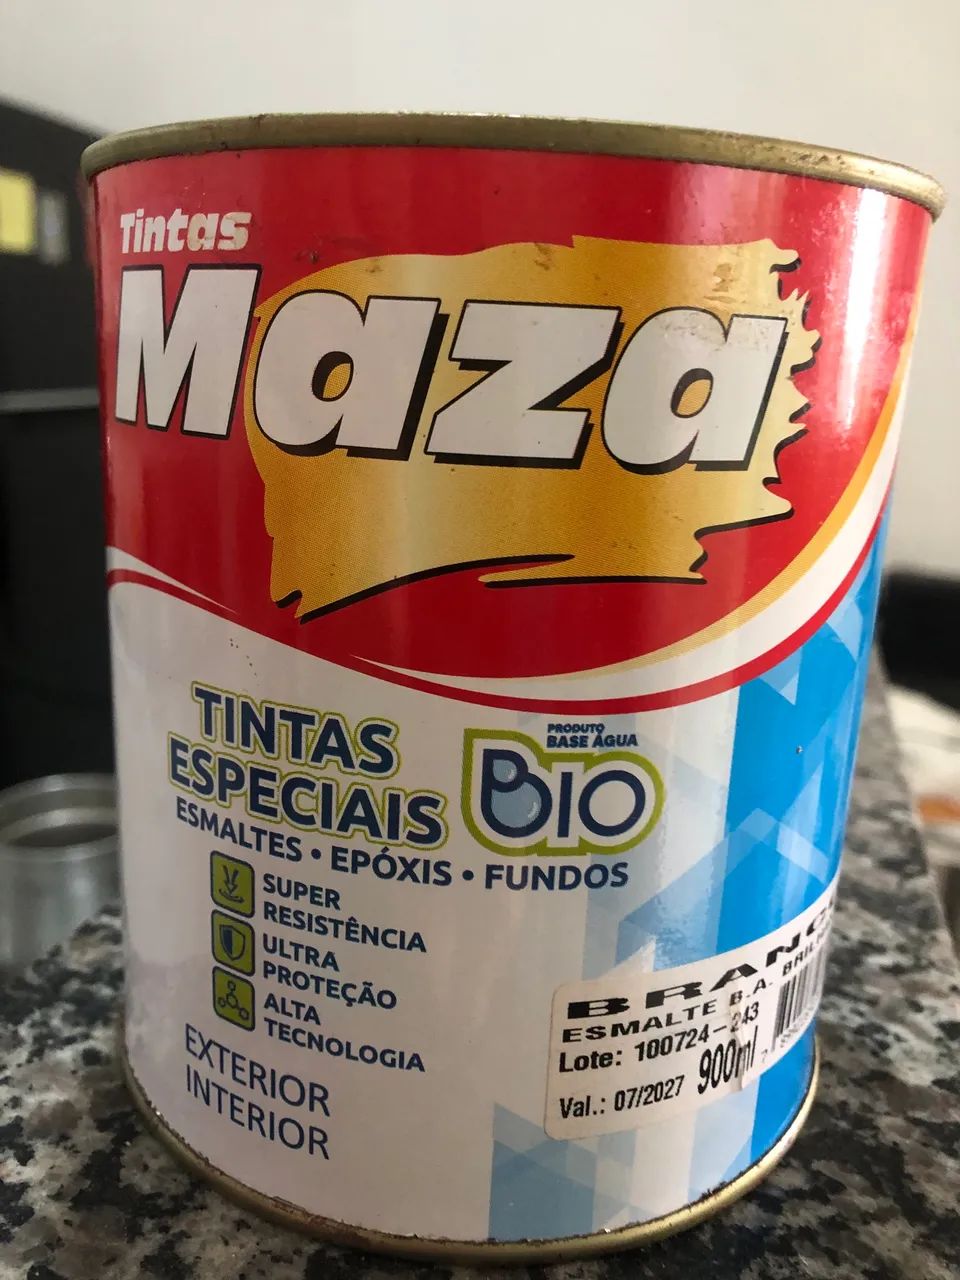 Tintas
Maza
TINTAS
ESPECIAIS
PRODUTO
BASE ÁGUA
BIO
ESMALTES • EPÓXIS • FUNDOS
SUPER
RESISTÊNCIA
ULTRA
PROTEÇÃO
ALTA
TECNOLOGIA
EXTERIOR
INTERIOR
ESMALTE B.A.
Lote: 100724-243
900ml
Val.: 07/2027